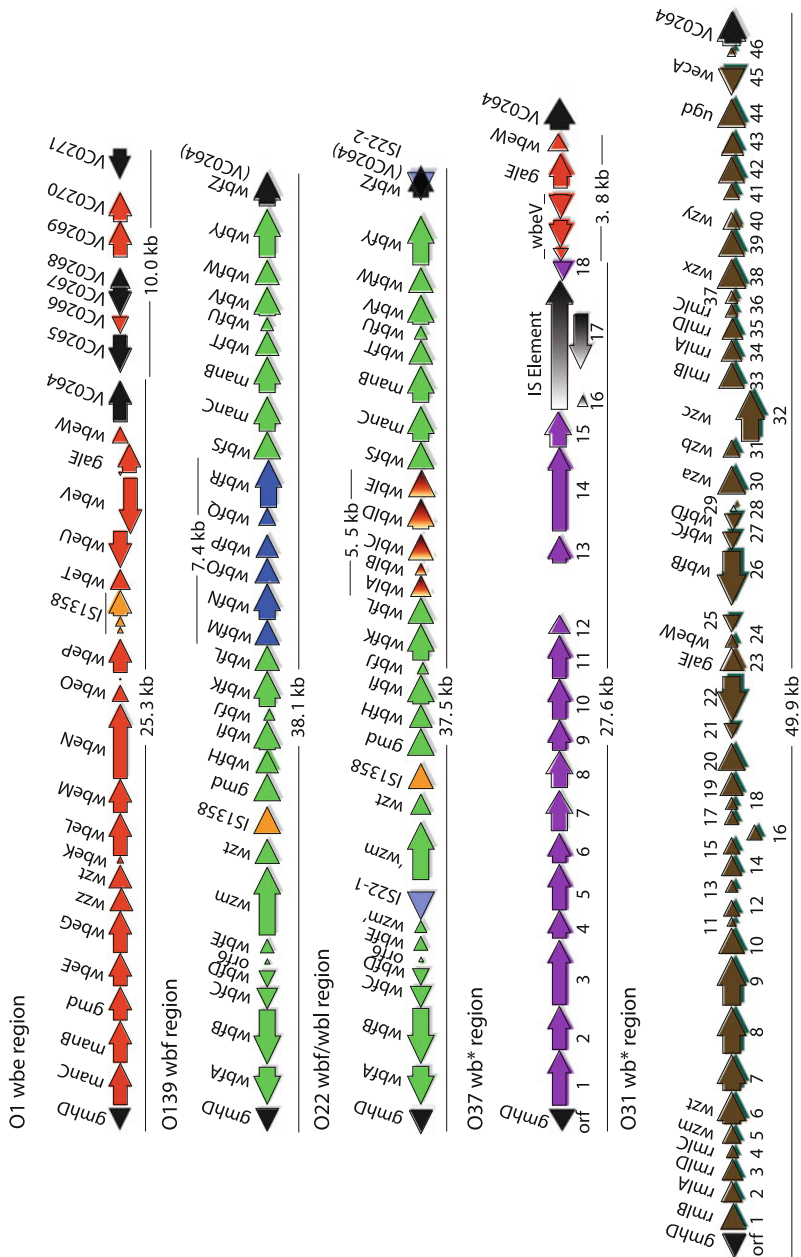 O1 wbe region
gmhD manC manB gmd wbeE wbeG wzz wzt wbeK wbeL wbeM wbeN wbeO wbeP IS1358 wbeT wbeU wbeV galE wbeW VC0264 VC0265 VC0266 VC0267 VC0268 VC0269 VC0270 VC0271
25.3 kb 10.0 kb
O139 wbf region
7.4 kb
gmhD wbfA wbfB wbfC wbfD orf6 wbfE wzm wzt IS1358 gmd wbfH wbfI wbfJ wbfK wbfL wbfM wbfN wbfO wbfP wbfQ wbfR wbfS manC manB wbfT wbfU wbfV wbfW wbfY wbfZ (VC0264)
38.1 kb
O22 wbf/wbl region
5. 5 kb
gmhD wbfA wbfB wbfC wbfD orf6 wbfE wzm' IS22-1 'wzm wzt IS1358 gmd wbfH wbfI wbfJ wbfK wbfL wblA wblB wblC wblD wblE wbfS manC manB wbfT wbfU wbfV wbfW wbfY wbfZ (VC0264) IS22-2
37.5 kb
O37 wb* region
gmhD IS Element _wbeV_ galE wbeW VC0264
orf 1 2 3 4 5 6 7 8 9 10 11 12 13 14 15 16 17 18
27.6 kb 3. 8 kb
O31 wb* region
gmhD rmlB rmlA rmlD rmlC wzm wzt 11 13 15 17 19 20 21 22 galE wbeW 25 wbfB wbfC wbfD 29 wza wzb wzc rmlB rmlA rmlD rmlC 37 wzx wzy ugd wecA VC0264
orf 1 2 3 4 5 6 7 8 9 10 12 14 16 18 23 24 26 27 28 30 31 32 33 34 35 36 38 39 40 41 42 43 44 45 46
49.9 kb